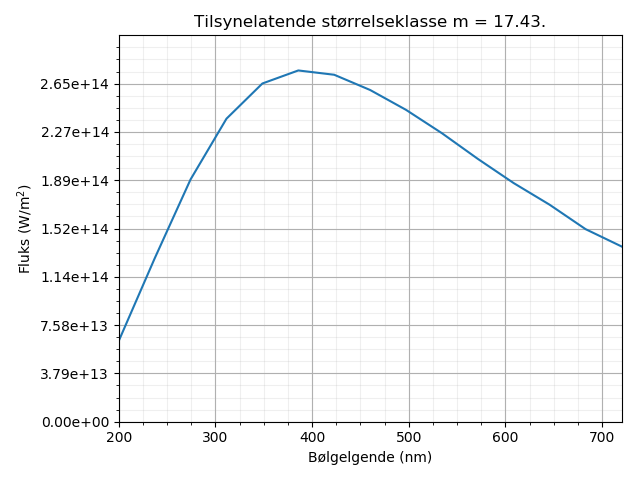 Tilsynelatende størrelseklasse m = 17.43.
2.65e+14
2.27e+14
1.89e+14
1.52e+14
1.14e+14
7.58e+13
3.79e+13
0.00e+00
Fluks (W/m²)
200 300 400 500 600 700
Bølgelgende (nm)